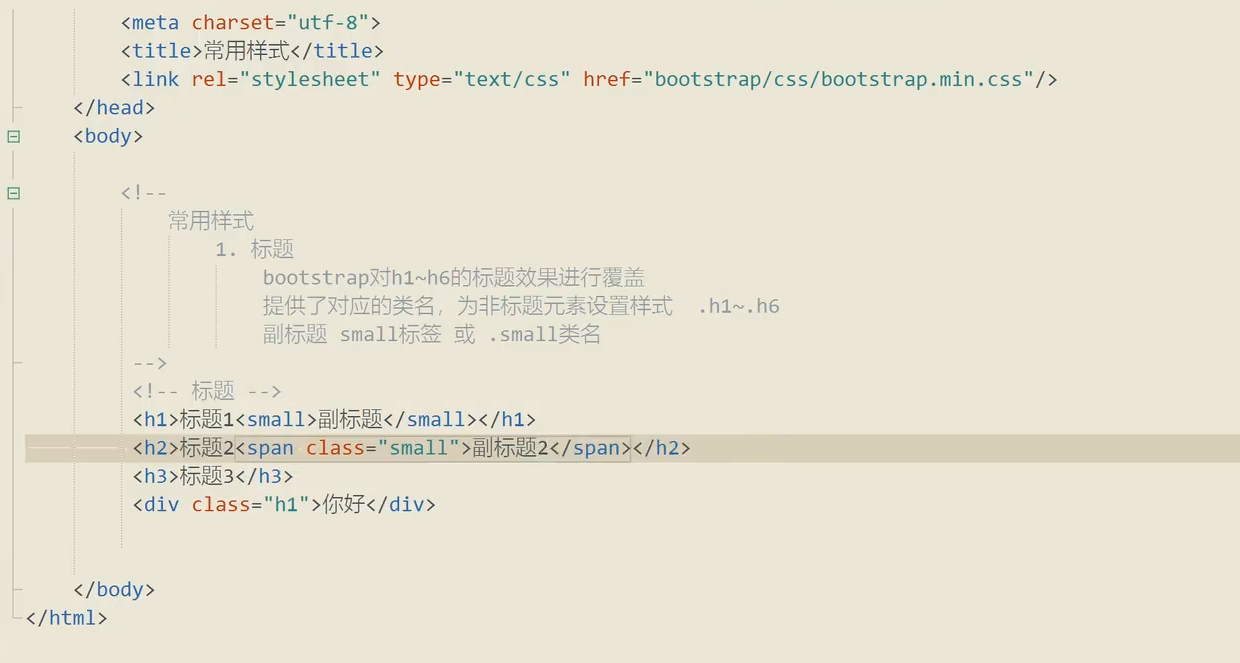 <meta charset="utf-8">
<title>常用样式</title>
<link rel="stylesheet" type="text/css" href="bootstrap/css/bootstrap.min.css"/>
</head>
<body>
<!--
常用样式
1. 标题
bootstrap对h1~h6的标题效果进行覆盖
提供了对应的类名，为非标题元素设置样式  .h1~.h6
副标题 small标签 或 .small类名
-->
<!-- 标题 -->
<h1>标题1<small>副标题</small></h1>
<h2>标题2<span class="small">副标题2</span></h2>
<h3>标题3</h3>
<div class="h1">你好</div>
</body>
</html>